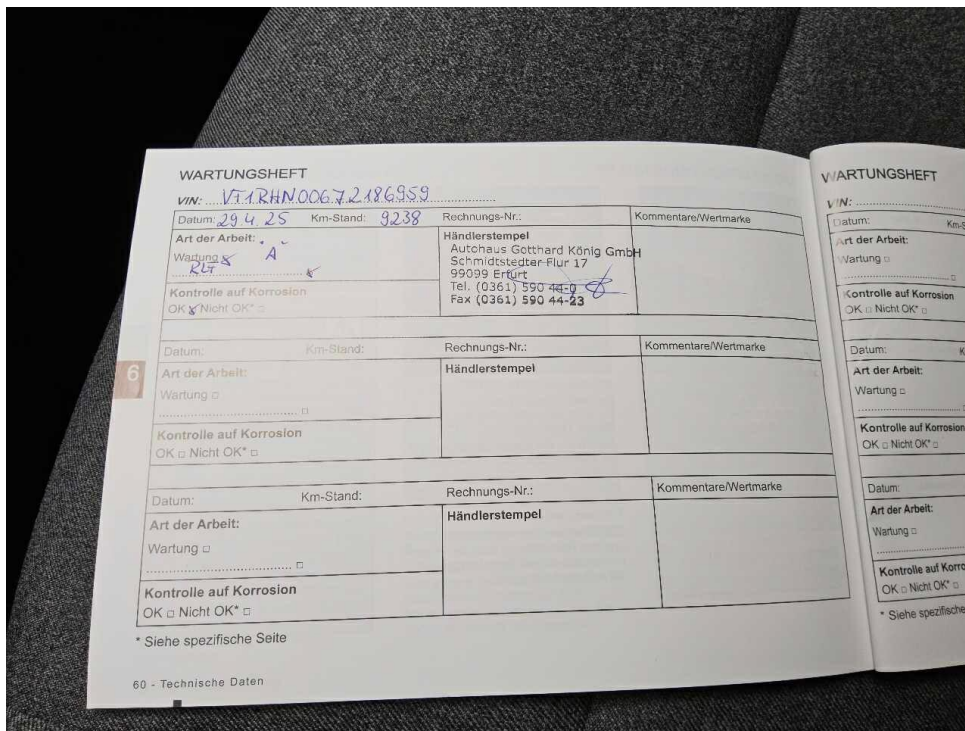 WARTUNGSHEFT
VIN: VT1RHN00672186959
Datum: 29.4.25 Km-Stand: 9238 Rechnungs-Nr.: Kommentare/Wertmarke
Art der Arbeit: Händlerstempel
Wartung A
RLT
Autohaus Gotthard König GmbH
Schmidtstedter Flur 17
99099 Erfurt
Tel. (0361) 590 44-0
Fax (0361) 590 44-23
Kontrolle auf Korrosion
OK Nicht OK*
Datum: Km-Stand: Rechnungs-Nr.: Kommentare/Wertmarke
6
Art der Arbeit: Händlerstempel
Wartung
Kontrolle auf Korrosion
OK Nicht OK*
Datum: Km-Stand: Rechnungs-Nr.: Kommentare/Wertmarke
Art der Arbeit: Händlerstempel
Wartung
Kontrolle auf Korrosion
OK Nicht OK*
* Siehe spezifische Seite
60 - Technische Daten
WARTUNGSHEFT
VIN:
Datum:
Art der Arbeit:
Wartung
Kontrolle auf Korrosion
OK Nicht OK*
Datum:
Art der Arbeit:
Wartung
Kontrolle auf Korrosion
OK Nicht OK*
Datum:
Art der Arbeit:
Wartung
Kontrolle auf
OK Nicht OK*
* Siehe spezifische